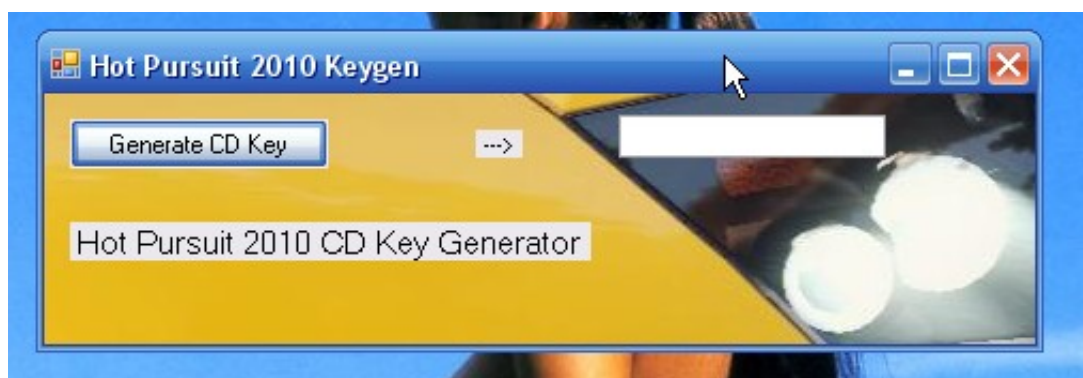 Hot Pursuit 2010 Keygen
Generate CD Key
--->
Hot Pursuit 2010 CD Key Generator